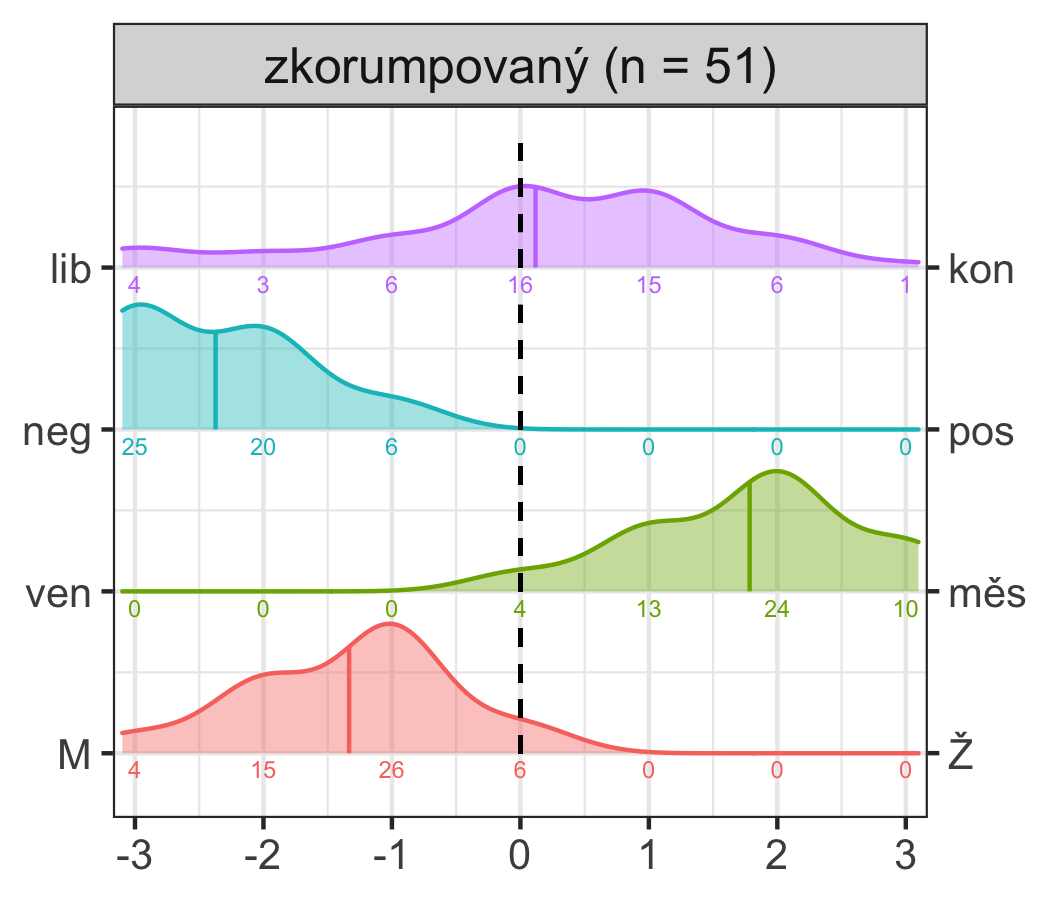 zkorumpovaný (n = 51)
lib kon
4 3 6 16 15 6 1
neg pos
25 20 6 0 0 0 0
ven měs
0 0 0 4 13 24 10
M Ž
4 15 26 6 0 0 0
-3 -2 -1 0 1 2 3